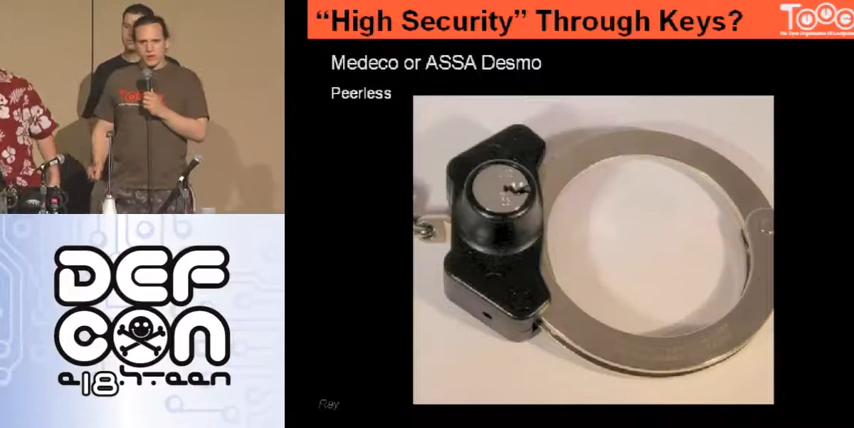 “High Security” Through Keys?
TOOOL
Medeco or ASSA Desmo
Peerless
Ray
DEF
CON
e18hteen